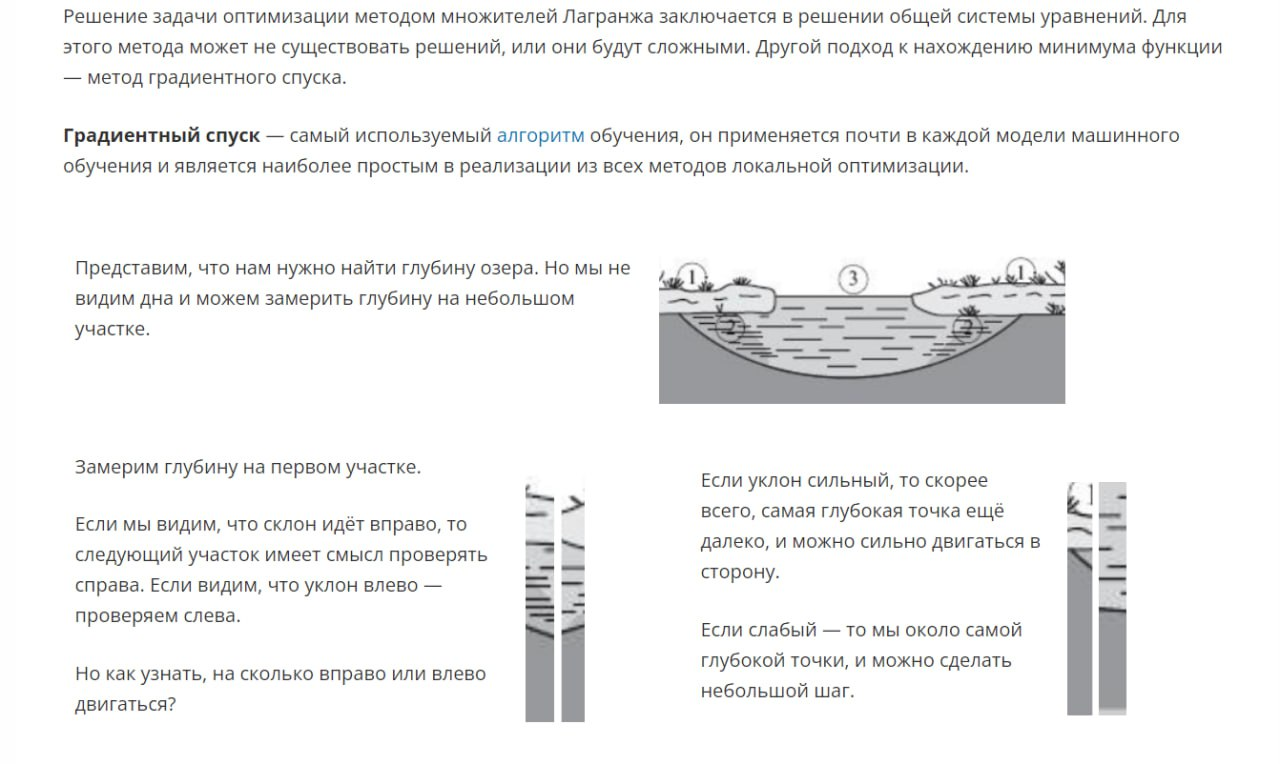 Решение задачи оптимизации методом множителей Лагранжа заключается в решении общей системы уравнений. Для
этого метода может не существовать решений, или они будут сложными. Другой подход к нахождению минимума функции
— метод градиентного спуска.
Градиентный спуск — самый используемый алгоритм обучения, он применяется почти в каждой модели машинного
обучения и является наиболее простым в реализации из всех методов локальной оптимизации.
Представим, что нам нужно найти глубину озера. Но мы не
видим дна и можем замерить глубину на небольшом
участке.
1 3 1
2 2
Замерим глубину на первом участке.
Если мы видим, что склон идёт вправо, то
следующий участок имеет смысл проверять
справа. Если видим, что уклон влево —
проверяем слева.
Но как узнать, на сколько вправо или влево
двигаться?
Если уклон сильный, то скорее
всего, самая глубокая точка ещё
далеко, и можно сильно двигаться в
сторону.
Если слабый — то мы около самой
глубокой точки, и можно сделать
небольшой шаг.
1